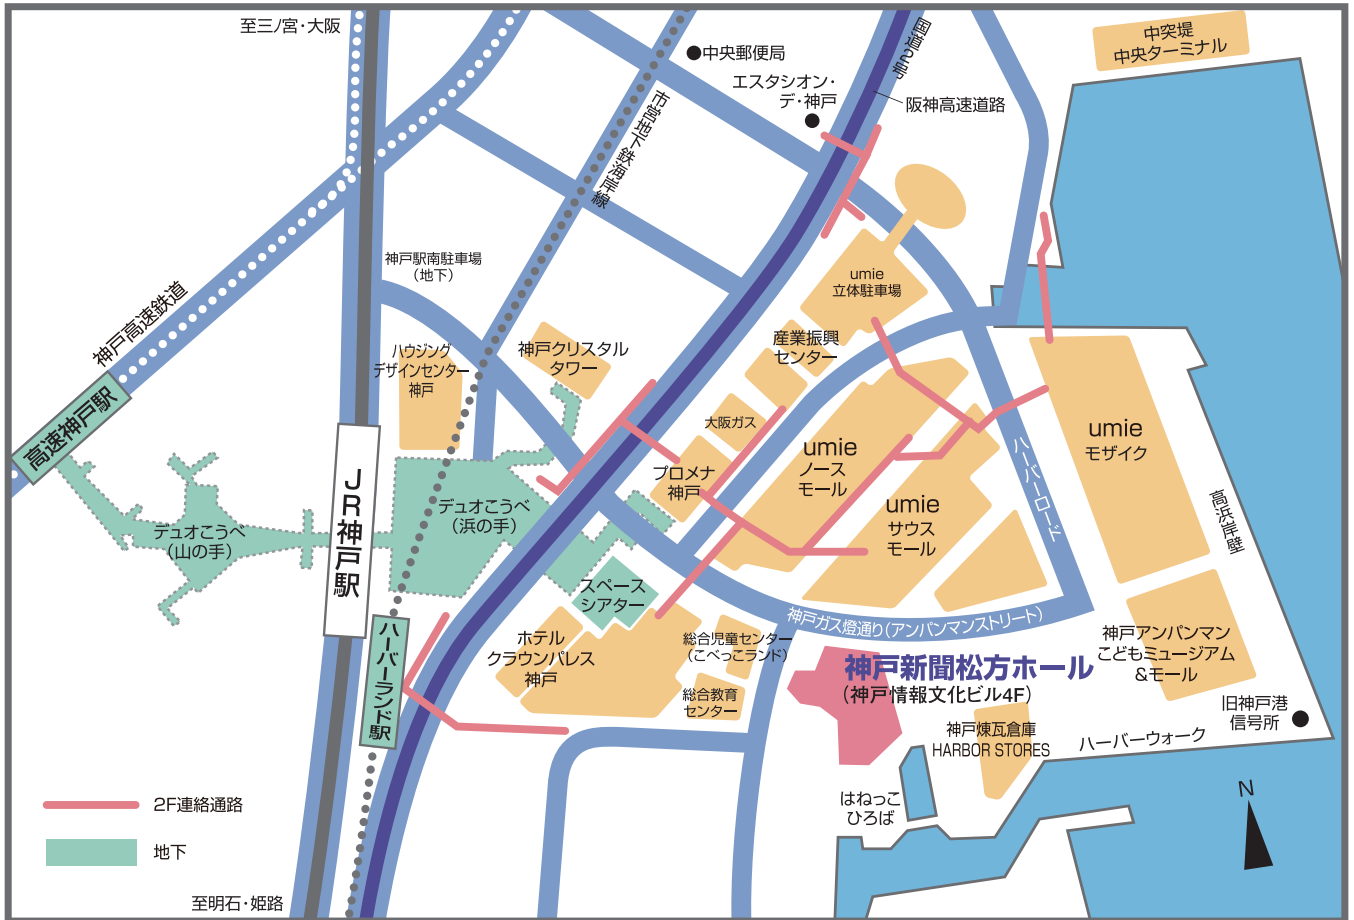 至三ノ宮・大阪
中央郵便局
エスタシオン・
デ・神戸
国道2号
阪神高速道路
中突堤
中央ターミナル
市営地下鉄海岸線
神戸駅南駐車場
（地下）
神戸高速鉄道
高速神戸駅
ハウジング
デザインセンター
神戸
神戸クリスタル
タワー
umie
立体駐車場
産業振興
センター
大阪ガス
プロメナ
神戸
umie
ノース
モール
umie
サウス
モール
umie
モザイク
ハーバーロード
高浜岸壁
JR神戸駅
デュオこうべ
（山の手）
デュオこうべ
（浜の手）
スペース
シアター
ハーバーランド駅
ホテル
クラウンパレス
神戸
総合児童センター
（こべっこランド）
総合教育
センター
神戸ガス燈通り（アンパンマンストリート）
神戸新聞松方ホール
（神戸情報文化ビル4F）
神戸アンパンマン
こどもミュージアム
&モール
旧神戸港
信号所
神戸煉瓦倉庫
HARBOR STORES
ハーバーウォーク
はねっこ
ひろば
N
2F連絡通路
地下
至明石・姫路